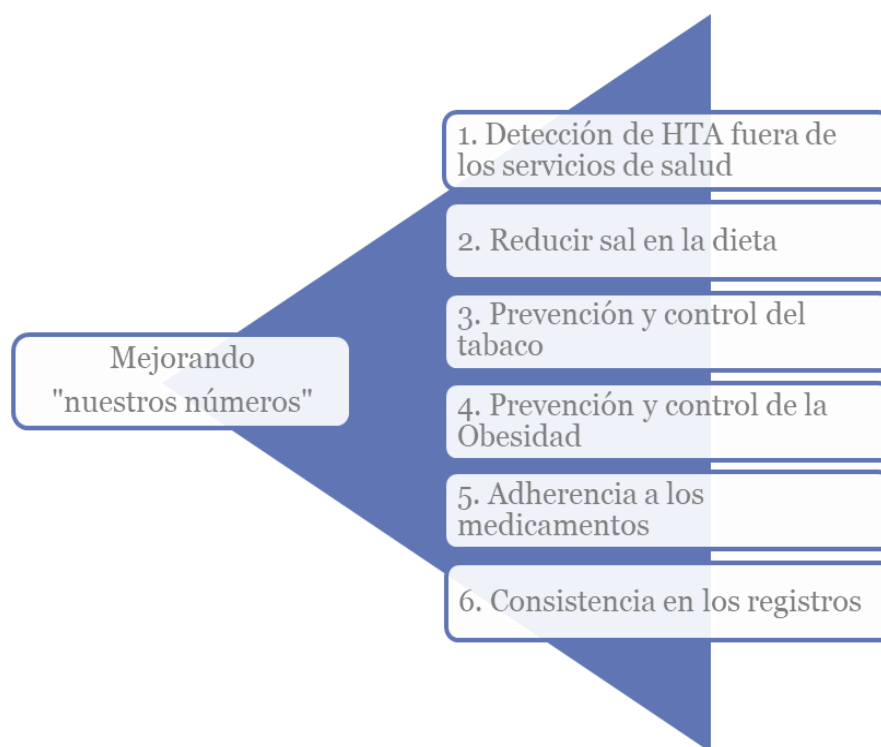 1. Detección de HTA fuera de
los servicios de salud
2. Reducir sal en la dieta
3. Prevención y control del
tabaco
Mejorando
"nuestros números"
4. Prevención y control de la
Obesidad
5. Adherencia a los
medicamentos
6. Consistencia en los registros